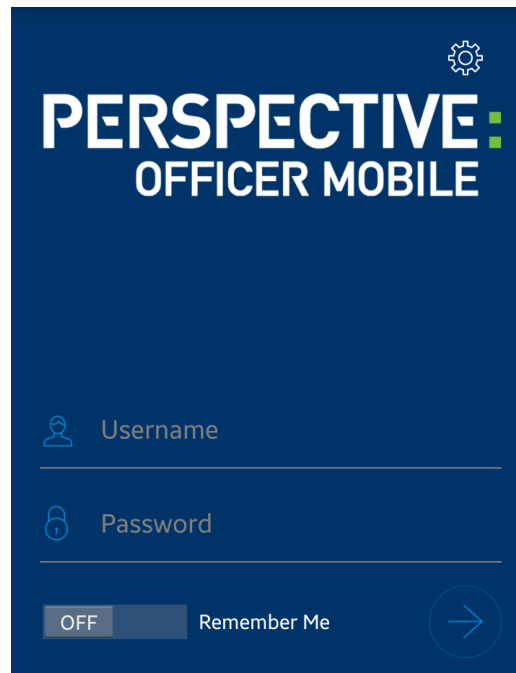 PERSPECTIVE:
OFFICER MOBILE
Username
Password
OFF Remember Me